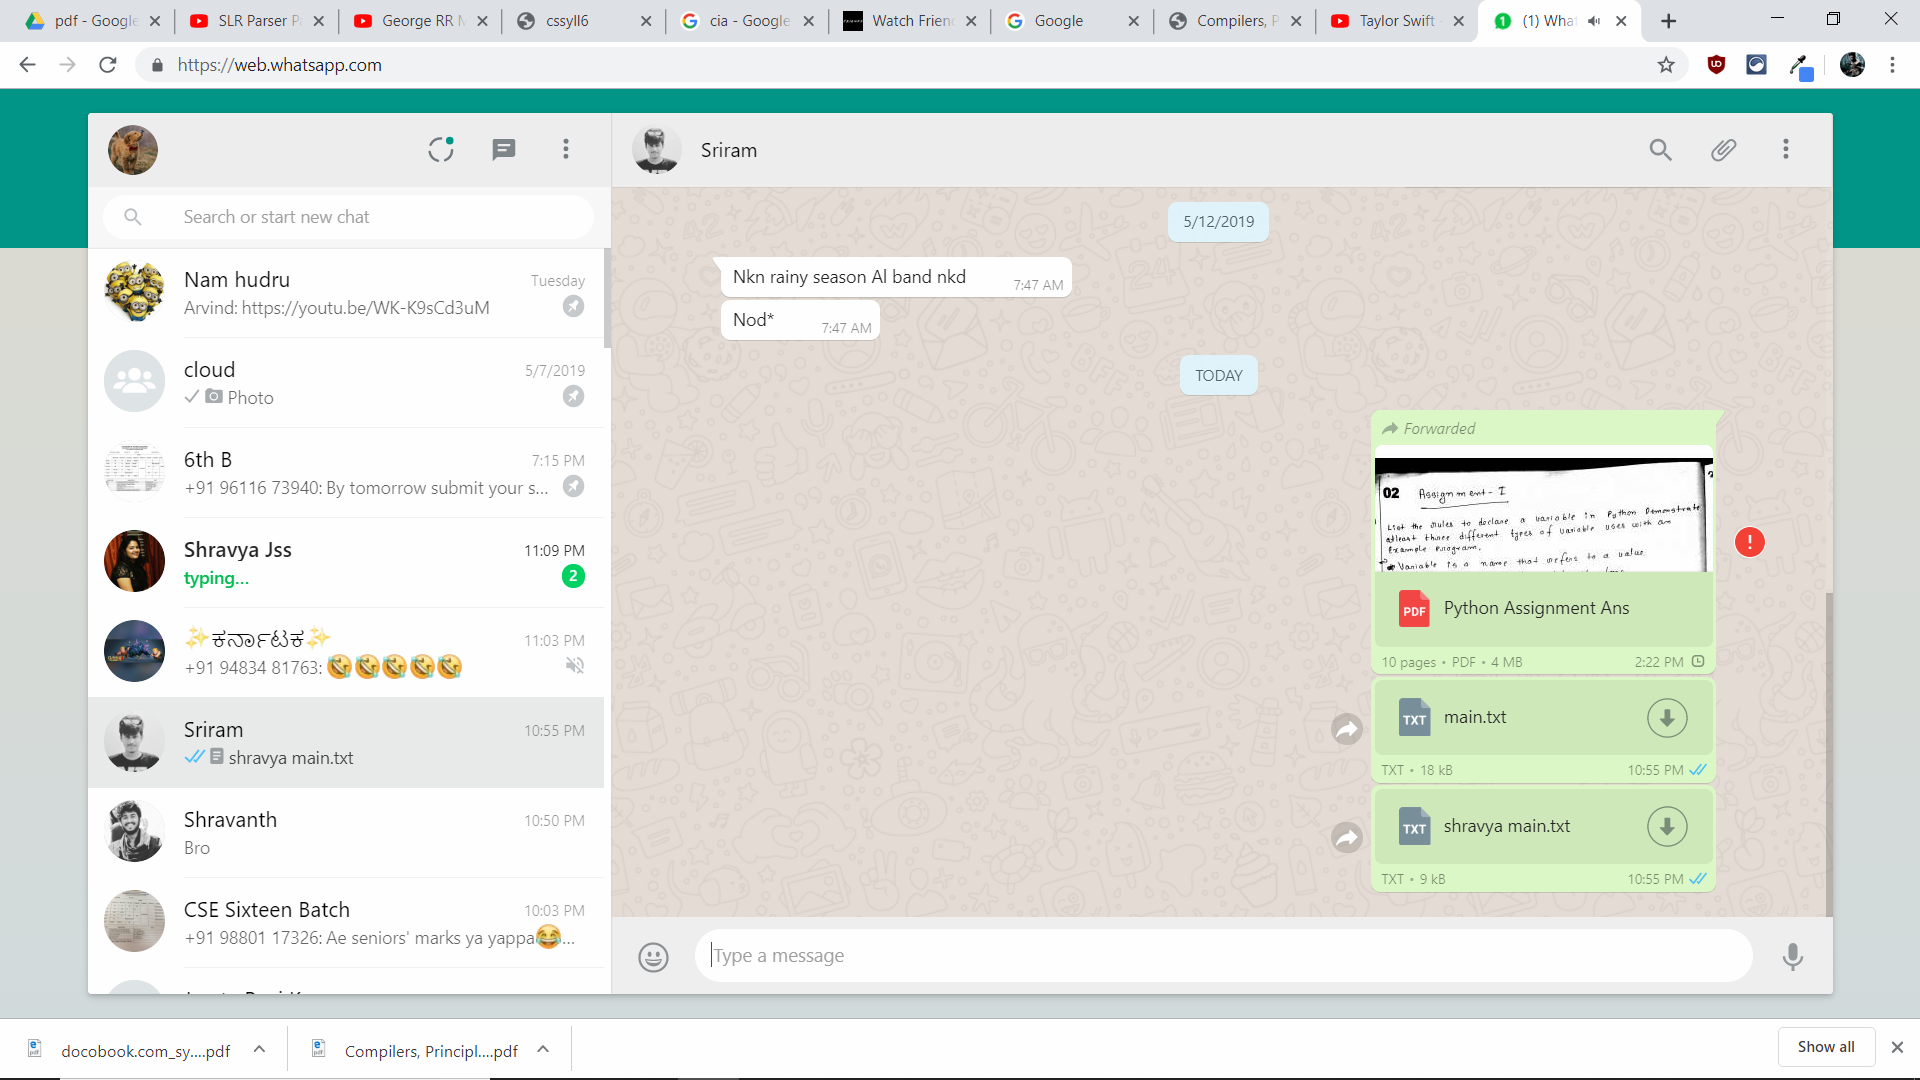 pdf - Google
SLR Parser P
George RR M
cssyll6
cia - Google
Watch Frien
Google
Compilers, P
Taylor Swift -
(1) What
https://web.whatsapp.com
Sriram
Search or start new chat
Nam hudru
Tuesday
Arvind: https://youtu.be/WK-K9sCd3uM
cloud
5/7/2019
Photo
6th B
7:15 PM
+91 96116 73940: By tomorrow submit your s...
Shravya Jss
11:09 PM
typing...
2
✨ಕರ್ನಾಟಕ✨
11:03 PM
+91 94834 81763: 🤣🤣🤣🤣🤣
Sriram
10:55 PM
shravya main.txt
Shravanth
10:50 PM
Bro
CSE Sixteen Batch
10:03 PM
+91 98801 17326: Ae seniors' marks ya yappa😂...
5/12/2019
Nkn rainy season Al band nkd
7:47 AM
Nod*
7:47 AM
TODAY
Forwarded
02 Assignment - I
List the rules to declare a variable in Python Demonstrate
atleast three different types of variable uses with an
Example program.
Variable is a name that refers to a value
PDF
Python Assignment Ans
10 pages • PDF • 4 MB
2:22 PM
TXT
main.txt
TXT • 18 kB
10:55 PM
TXT
shravya main.txt
TXT • 9 kB
10:55 PM
Type a message
docobook.com_sy....pdf
Compilers, Principl....pdf
Show all